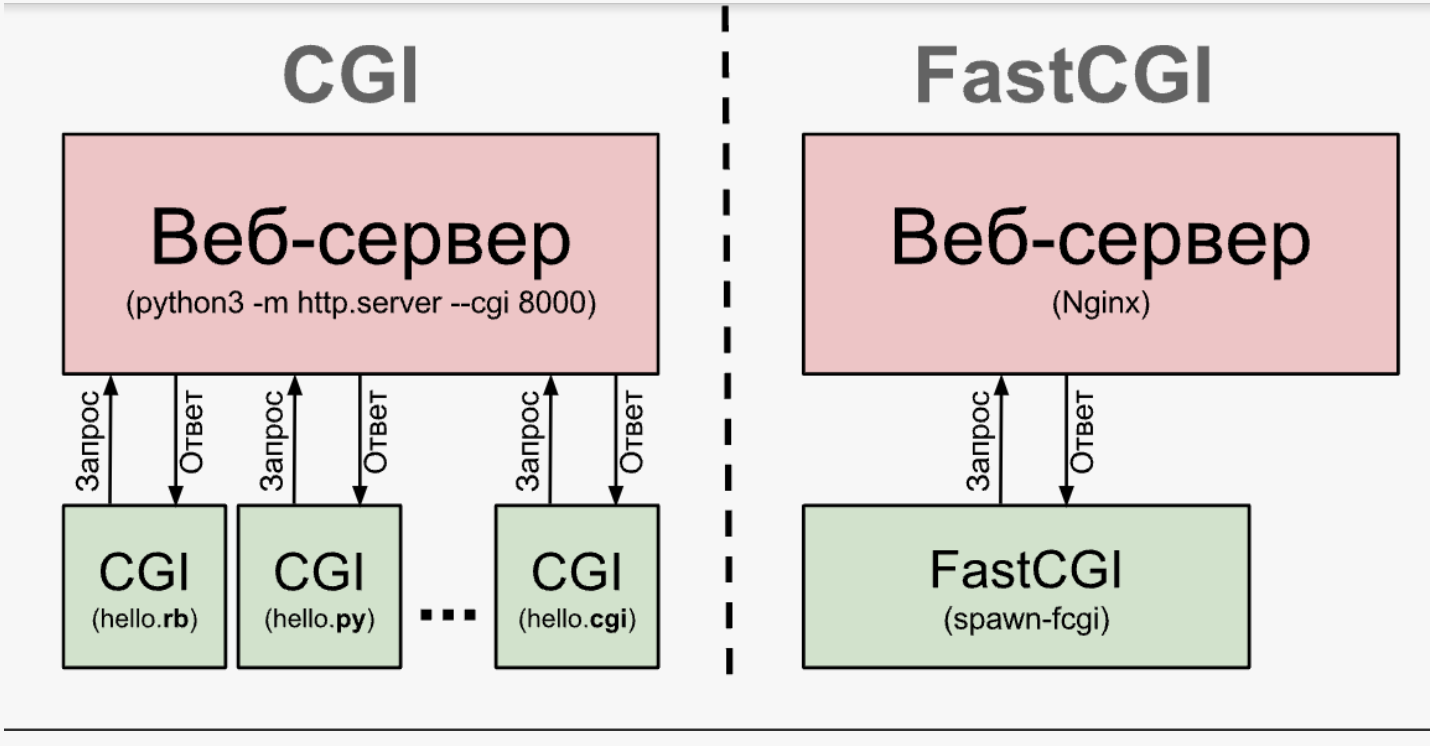 CGI
Веб-сервер
(python3 -m http.server --cgi 8000)
Запрос
Ответ
Запрос
Ответ
Запрос
Ответ
CGI
(hello.rb)
CGI
(hello.py)
...
CGI
(hello.cgi)
FastCGI
Веб-сервер
(Nginx)
Запрос
Ответ
FastCGI
(spawn-fcgi)